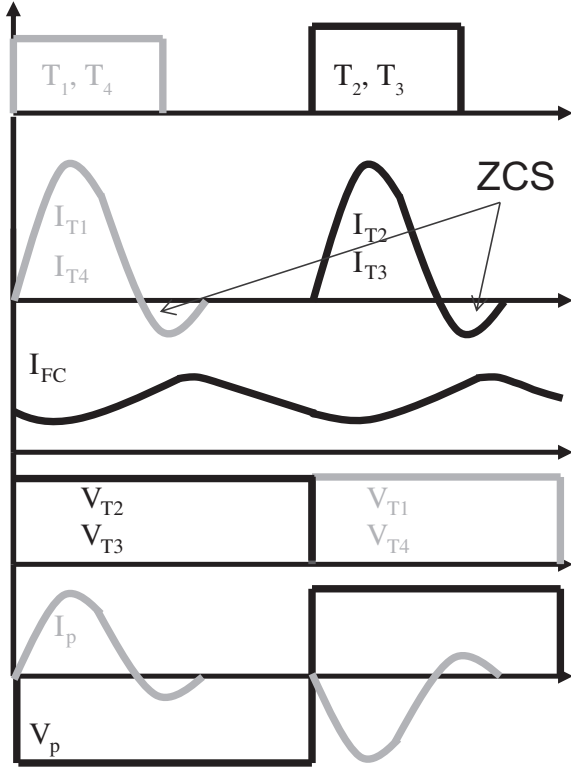 T1, T4
T2, T3
ZCS
IT1
IT4
IT2
IT3
IFC
VT2
VT3
VT1
VT4
Ip
Vp